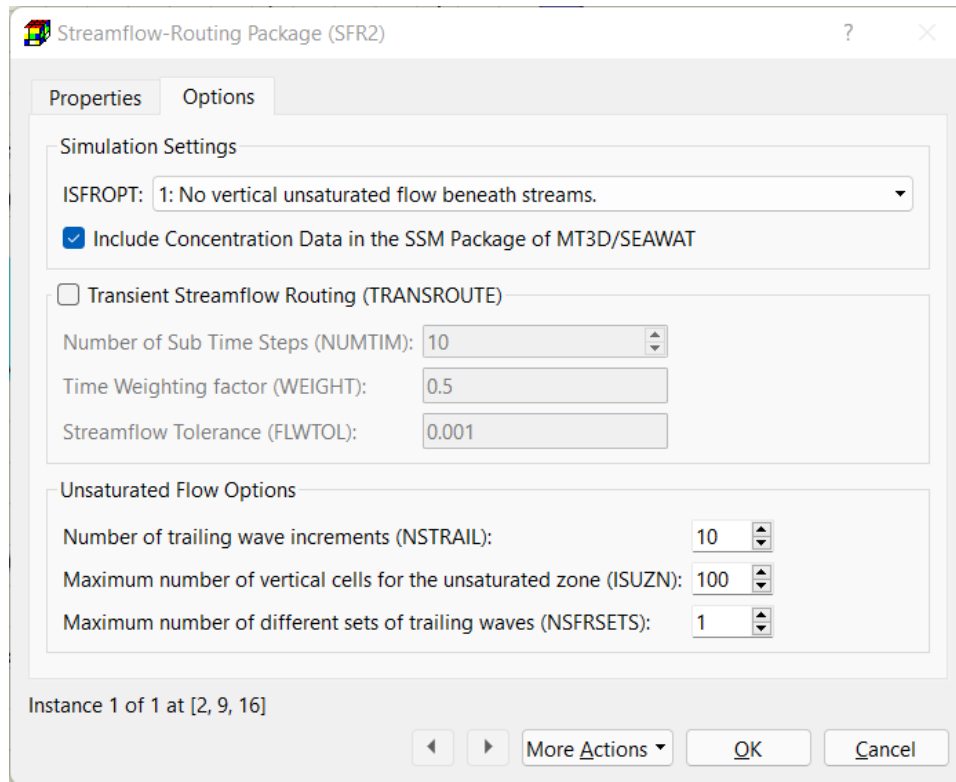 Streamflow-Routing Package (SFR2)
?
Properties
Options
Simulation Settings
ISFROPT: 1: No vertical unsaturated flow beneath streams.
Include Concentration Data in the SSM Package of MT3D/SEAWAT
Transient Streamflow Routing (TRANSROUTE)
Number of Sub Time Steps (NUMTIM): 10
Time Weighting factor (WEIGHT): 0.5
Streamflow Tolerance (FLWTOL): 0.001
Unsaturated Flow Options
Number of trailing wave increments (NSTRAIL): 10
Maximum number of vertical cells for the unsaturated zone (ISUZN): 100
Maximum number of different sets of trailing waves (NSFRSETS): 1
Instance 1 of 1 at [2, 9, 16]
More Actions
OK
Cancel